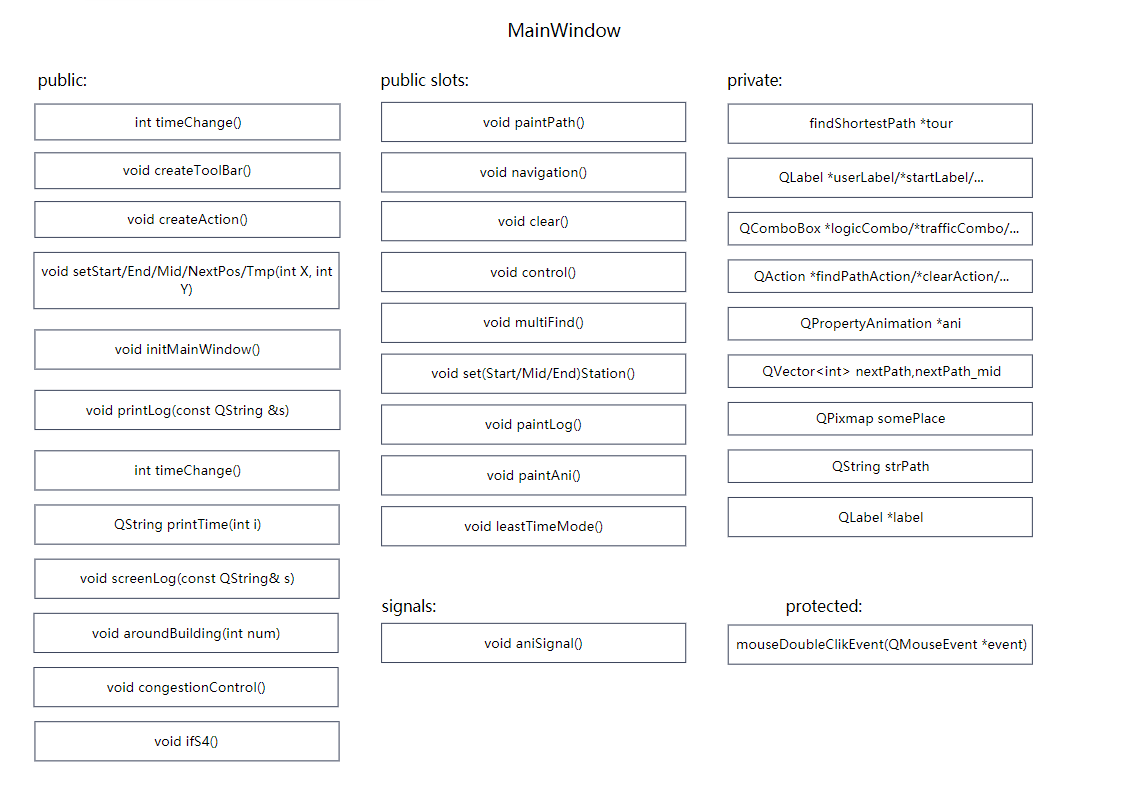 MainWindow
public:
int timeChange()
void createToolBar()
void createAction()
void setStart/End/Mid/NextPos/Tmp(int X, int
Y)
void initMainWindow()
void printLog(const QString &s)
int timeChange()
QString printTime(int i)
void screenLog(const QString& s)
void aroundBuilding(int num)
void congestionControl()
void ifS4()
public slots:
void paintPath()
void navigation()
void clear()
void control()
void multiFind()
void set(Start/Mid/End)Station()
void paintLog()
void paintAni()
void leastTimeMode()
signals:
void aniSignal()
private:
findShortestPath *tour
QLabel *userLabel/*startLabel/...
QComboBox *logicCombo/*trafficCombo/...
QAction *findPathAction/*clearAction/...
QPropertyAnimation *ani
QVector<int> nextPath,nextPath_mid
QPixmap somePlace
QString strPath
QLabel *label
protected:
mouseDoubleClikEvent(QMouseEvent *event)